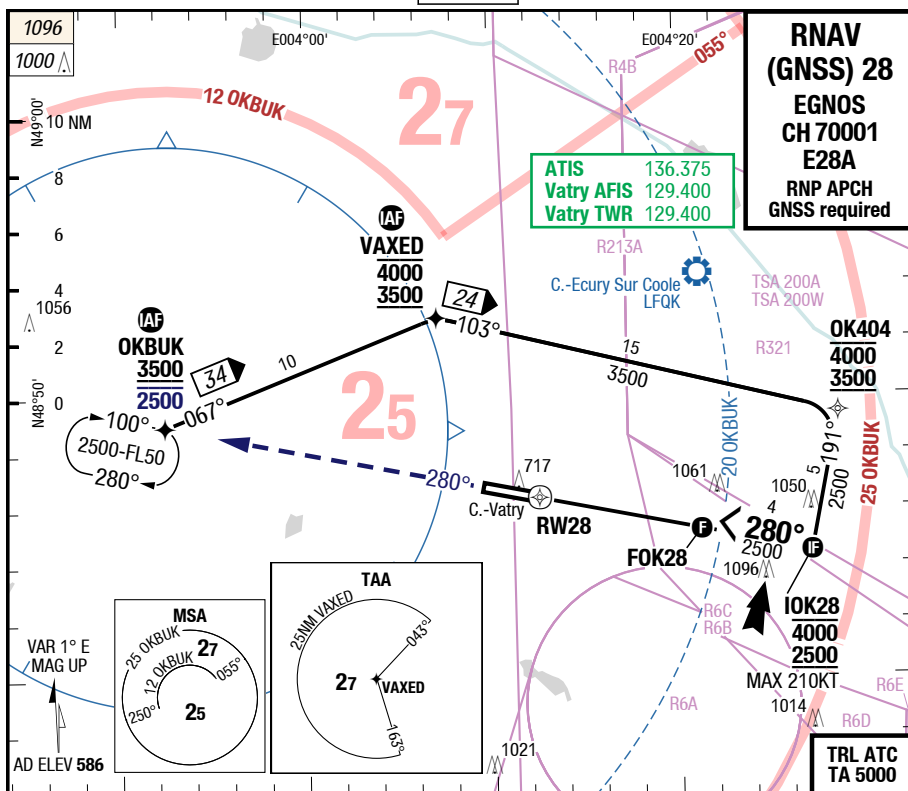 1096
1000
E004°00'
E004°20'
RNAV
(GNSS) 28
EGNOS
CH 70001
E28A
RNP APCH
GNSS required
R4B
055°
12 OKBUK
27
N49°00'
10 NM
8
6
4
2
0
N48°50'
ATIS 136.375
Vatry AFIS 129.400
Vatry TWR 129.400
IAF
VAXED
4000
3500
R213A
C.-Ecury Sur Coole
LFQK
TSA 200A
TSA 200W
R321
1056
IAF
OKBUK
3500
2500
24
103°
15
3500
OK404
4000
3500
34
10
067°
100°
2500-FL50
280°
25
191°
5
2500
20 OKBUK
25 OKBUK
280°
717
C.-Vatry
RW28
1061
1050
4
280°
2500
F
FOK28
1096
IF
IOK28
4000
2500
MAX 210KT
R6C
R6B
R6A
R6E
R6D
1014
1021
VAR 1° E
MAG UP
AD ELEV 586
MSA
25 OKBUK
27
12 OKBUK
055°
250°
25
TAA
25NM VAXED
043°
27
VAXED
163°
TRL ATC
TA 5000